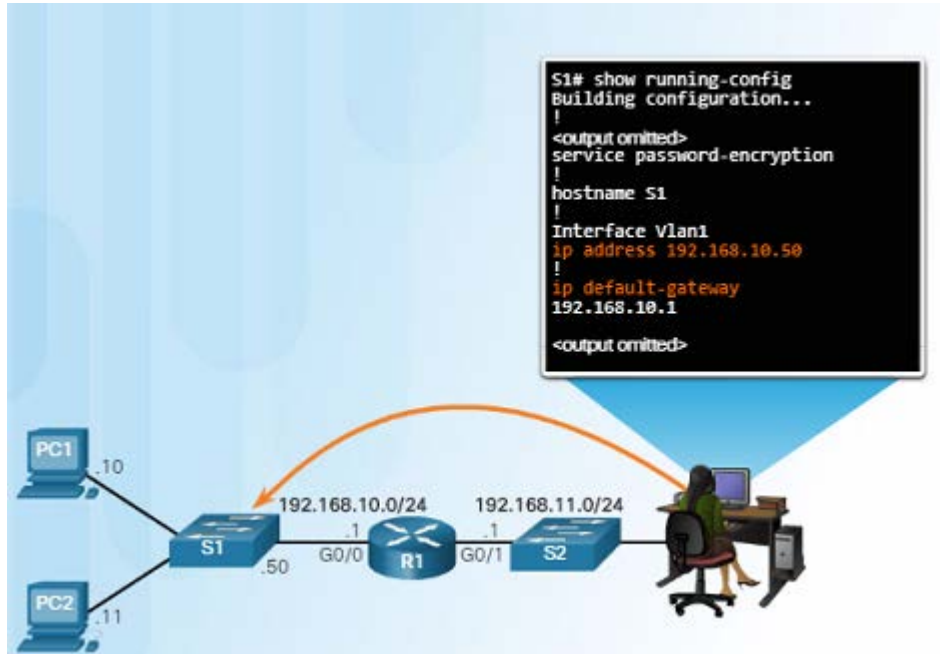 S1# show running-config
Building configuration...
!
<output omitted>
service password-encryption
!
hostname S1
!
Interface Vlan1
ip address 192.168.10.50
!
ip default-gateway
192.168.10.1
<output omitted>
PC1
.10
192.168.10.0/24
192.168.11.0/24
S1
.50
.1
G0/0
R1
.1
G0/1
S2
PC2
.11